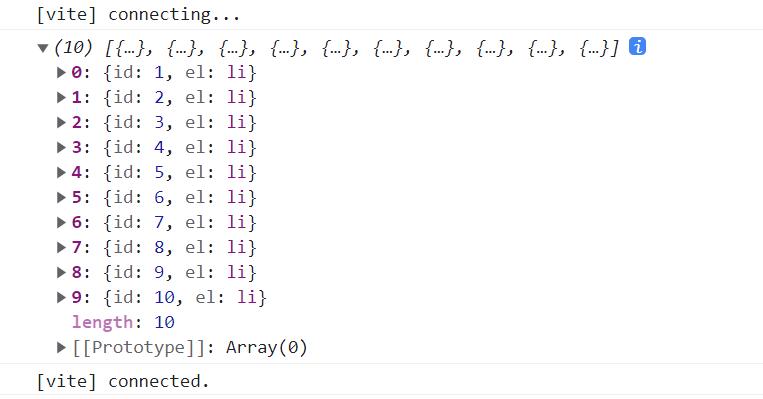 [vite] connecting...
(10) [{…}, {…}, {…}, {…}, {…}, {…}, {…}, {…}, {…}, {…}] i
0: {id: 1, el: li}
1: {id: 2, el: li}
2: {id: 3, el: li}
3: {id: 4, el: li}
4: {id: 5, el: li}
5: {id: 6, el: li}
6: {id: 7, el: li}
7: {id: 8, el: li}
8: {id: 9, el: li}
9: {id: 10, el: li}
length: 10
[[Prototype]]: Array(0)
[vite] connected.